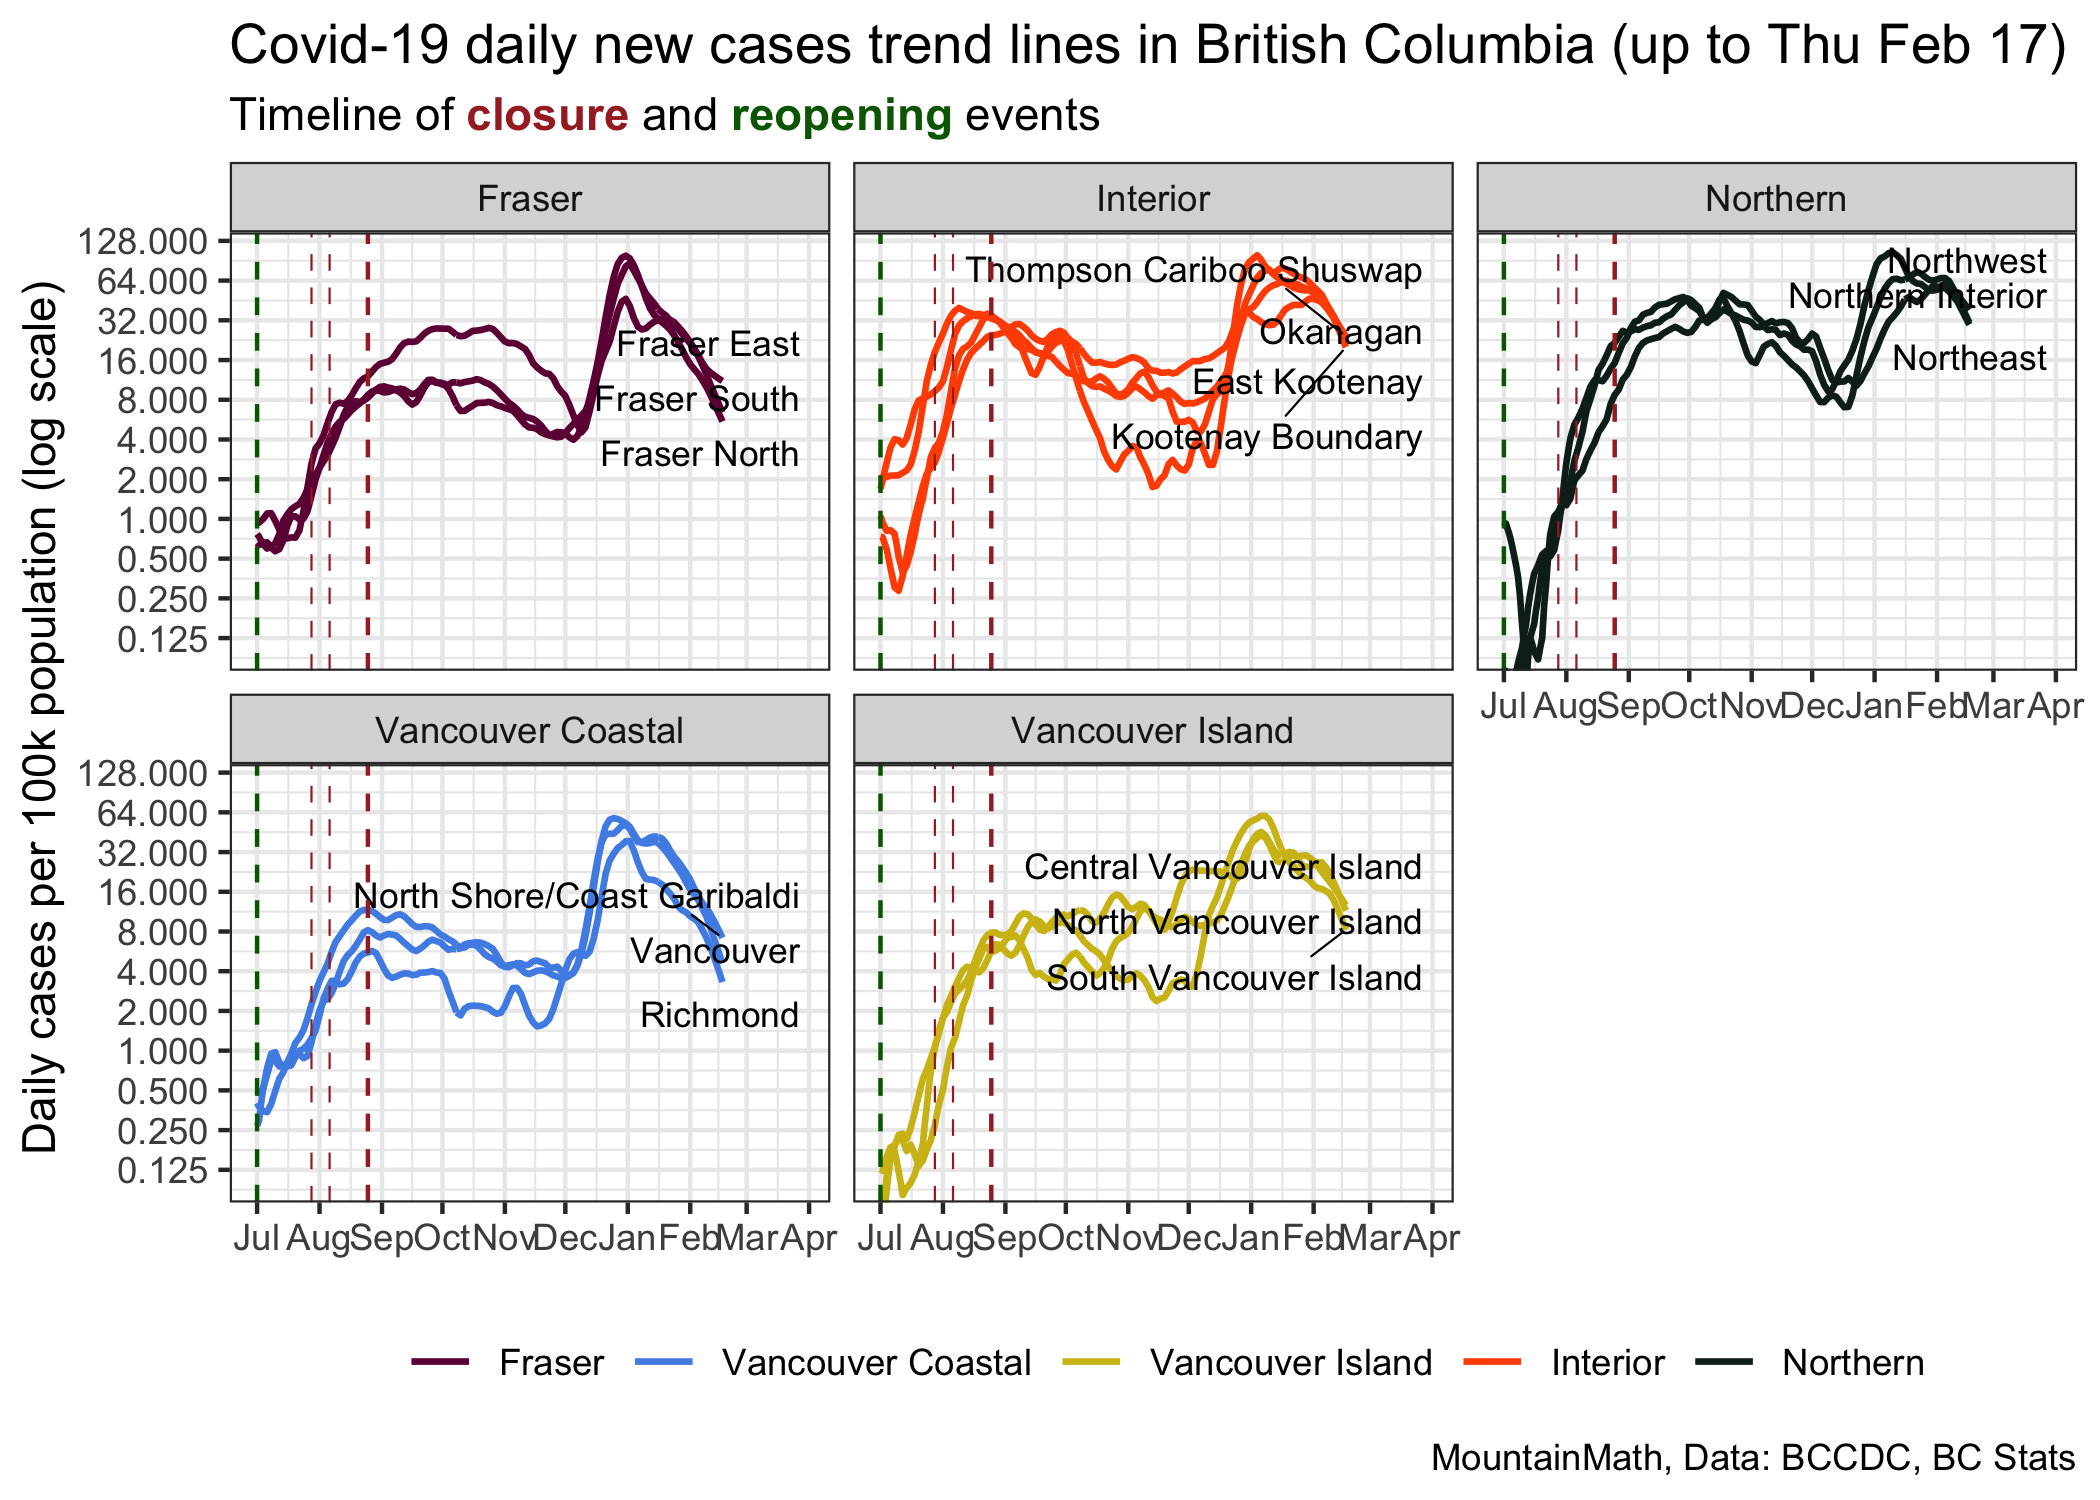 Covid-19 daily new cases trend lines in British Columbia (up to Thu Feb 17)
Timeline of closure and reopening events
Daily cases per 100k population (log scale)
Fraser
Interior
Northern
128.000
64.000
32.000
16.000
8.000
4.000
2.000
1.000
0.500
0.250
0.125
Fraser East
Fraser South
Fraser North
Thompson Cariboo Shuswap
Okanagan
East Kootenay
Kootenay Boundary
Northwest
Northern Interior
Northeast
Jul Aug Sep Oct Nov Dec Jan Feb Mar Apr
Vancouver Coastal
Vancouver Island
128.000
64.000
32.000
16.000
8.000
4.000
2.000
1.000
0.500
0.250
0.125
North Shore/Coast Garibaldi
Vancouver
Richmond
Central Vancouver Island
North Vancouver Island
South Vancouver Island
Jul Aug Sep Oct Nov Dec Jan Feb Mar Apr
Jul Aug Sep Oct Nov Dec Jan Feb Mar Apr
Fraser Vancouver Coastal Vancouver Island Interior Northern
MountainMath, Data: BCCDC, BC Stats